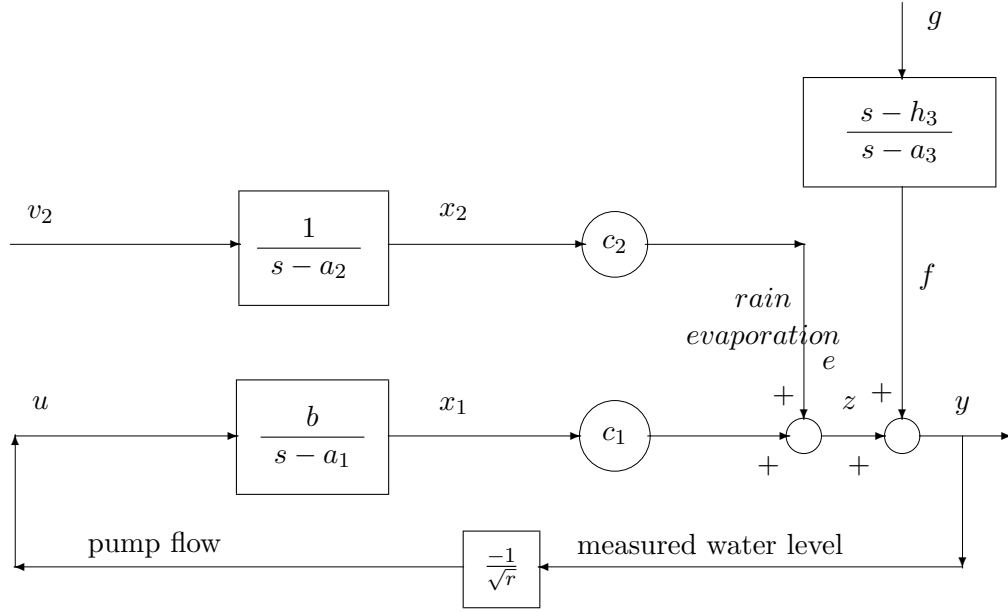 g
s − h₃
s − a₃
v₂
1
s − a₂
x₂
c₂
f
rain
evaporation
e
u
b
s − a₁
x₁
c₁
+
z
+
y
+
+
pump flow
−1
√r
measured water level